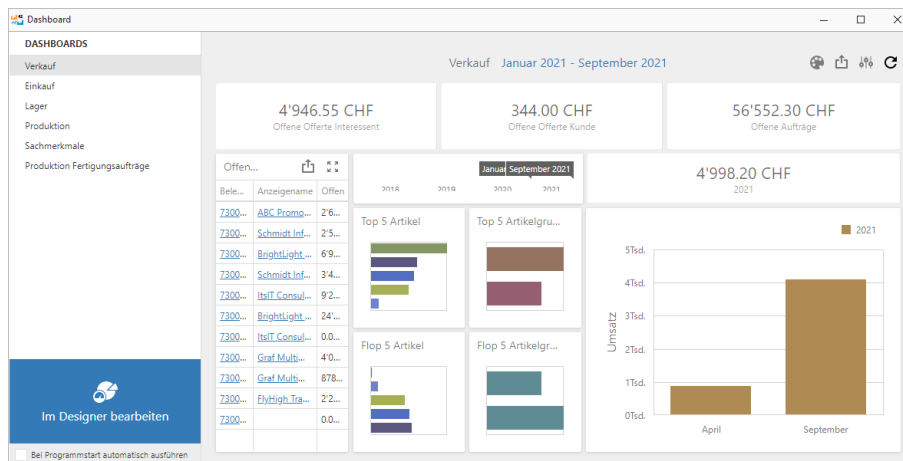 Dashboard
DASHBOARDS
Verkauf
Einkauf
Lager
Produktion
Sachmerkmale
Produktion Fertigungsaufträge
Im Designer bearbeiten
Bei Programmstart automatisch ausführen
Verkauf Januar 2021 - September 2021
4'946.55 CHF
Offene Offerte Interessent
344.00 CHF
Offene Offerte Kunde
56'552.30 CHF
Offene Aufträge
Offen...
Bele... Anzeigename Offen
7300... ABC Promo... 2'6...
7300... Schmidt Inf... 2'5...
7300... BrightLight ... 6'9...
7300... Schmidt Inf... 3'4...
7300... ItsIT Consul... 9'2...
7300... BrightLight ... 24'...
7300... ItsIT Consul... 0.0...
7300... Graf Multi... 4'0...
7300... Graf Multi... 878...
7300... FlyHigh Tra... 2'2...
7300... 0.0...
Januar September 2021
2018 2019 2020 2021
4'998.20 CHF
2021
Top 5 Artikel
Top 5 Artikelgru...
Flop 5 Artikel
Flop 5 Artikelgr...
2021
Umsatz
5Tsd.
4Tsd.
3Tsd.
2Tsd.
1Tsd.
0Tsd.
April September